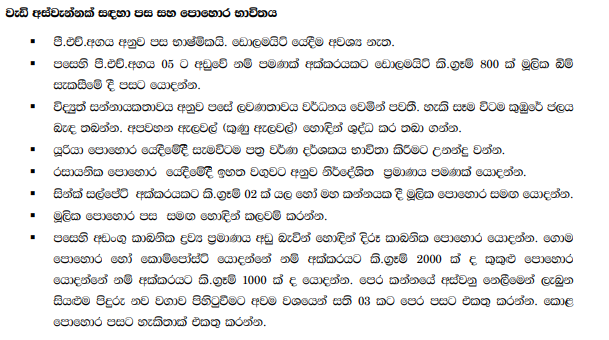 වැඩි අස්වැන්නක් සඳහා පස සහ පොහොර භාවිතය
▪ පී.එච්.අගය අනුව පස භාෂ්මිකයි. ඩොලමයිට් යෙදීම අවශ්‍ය නැත.
▪ පසෙහි පී.එච්.අගය 05 ට අඩුවේ නම් පමණක් අක්කරයකට ඩොලමයිට් කි.ග්‍රෑම් 800 ක් මූලික බිම්
සැකසීමේ දී පසට යොදන්න.
▪ විද්‍යුත් සන්නායකතාවය අනුව පසේ ලවණතාවය වර්ධනය වෙමින් පවතී. හැකි සෑම විටම කුඹුරේ ජලය
බැඳ තබන්න. අපවහන ඇලවල් (කුණු ඇලවල්) හොඳින් ශුද්ධ කර තබා ගන්න.
▪ යූරියා පොහොර යෙදීමේදී සැමවිටම පත්‍ර වර්ණ දර්ශකය භාවිතා කිරීමට උනන්දු වන්න.
▪ රසායනික පොහොර යෙදීමේදී ඉහත වගුවට අනුව නිර්දේශිත ප්‍රමාණය පමණක් යොදන්න.
▪ සින්ක් සල්පේට් අක්කරයකට කි.ග්‍රෑම් 02 ක් යල හෝ මහ කන්නයක දී මූලික පොහොර සමඟ යොදන්න.
▪ මූලික පොහොර පස සමඟ හොඳින් කලවම් කරන්න.
▪ පසෙහි අඩංගු කාබනික ද්‍රව්‍ය ප්‍රමාණය අඩු බැවින් හොඳින් දිරූ කාබනික පොහොර යොදන්න. ගොම
පොහොර හෝ කොම්පෝස්ට් යොදන්නේ නම් අක්කරයට කි.ග්‍රෑම් 2000 ක් ද කුකුළු පොහොර
යොදන්නේ නම් අක්කරයට කි.ග්‍රෑම් 1000 ක් ද යොදන්න. පෙර කන්නයේ අස්වනු නෙලීමෙන් ලැබුන
සියළුම පිදුරු නව වගාව පිහිටුවීමට අවම වශයෙන් සති 03 කට පෙර පසට එකතු කරන්න. කොළ
පොහොර පසට හැකිතාක් එකතු කරන්න.